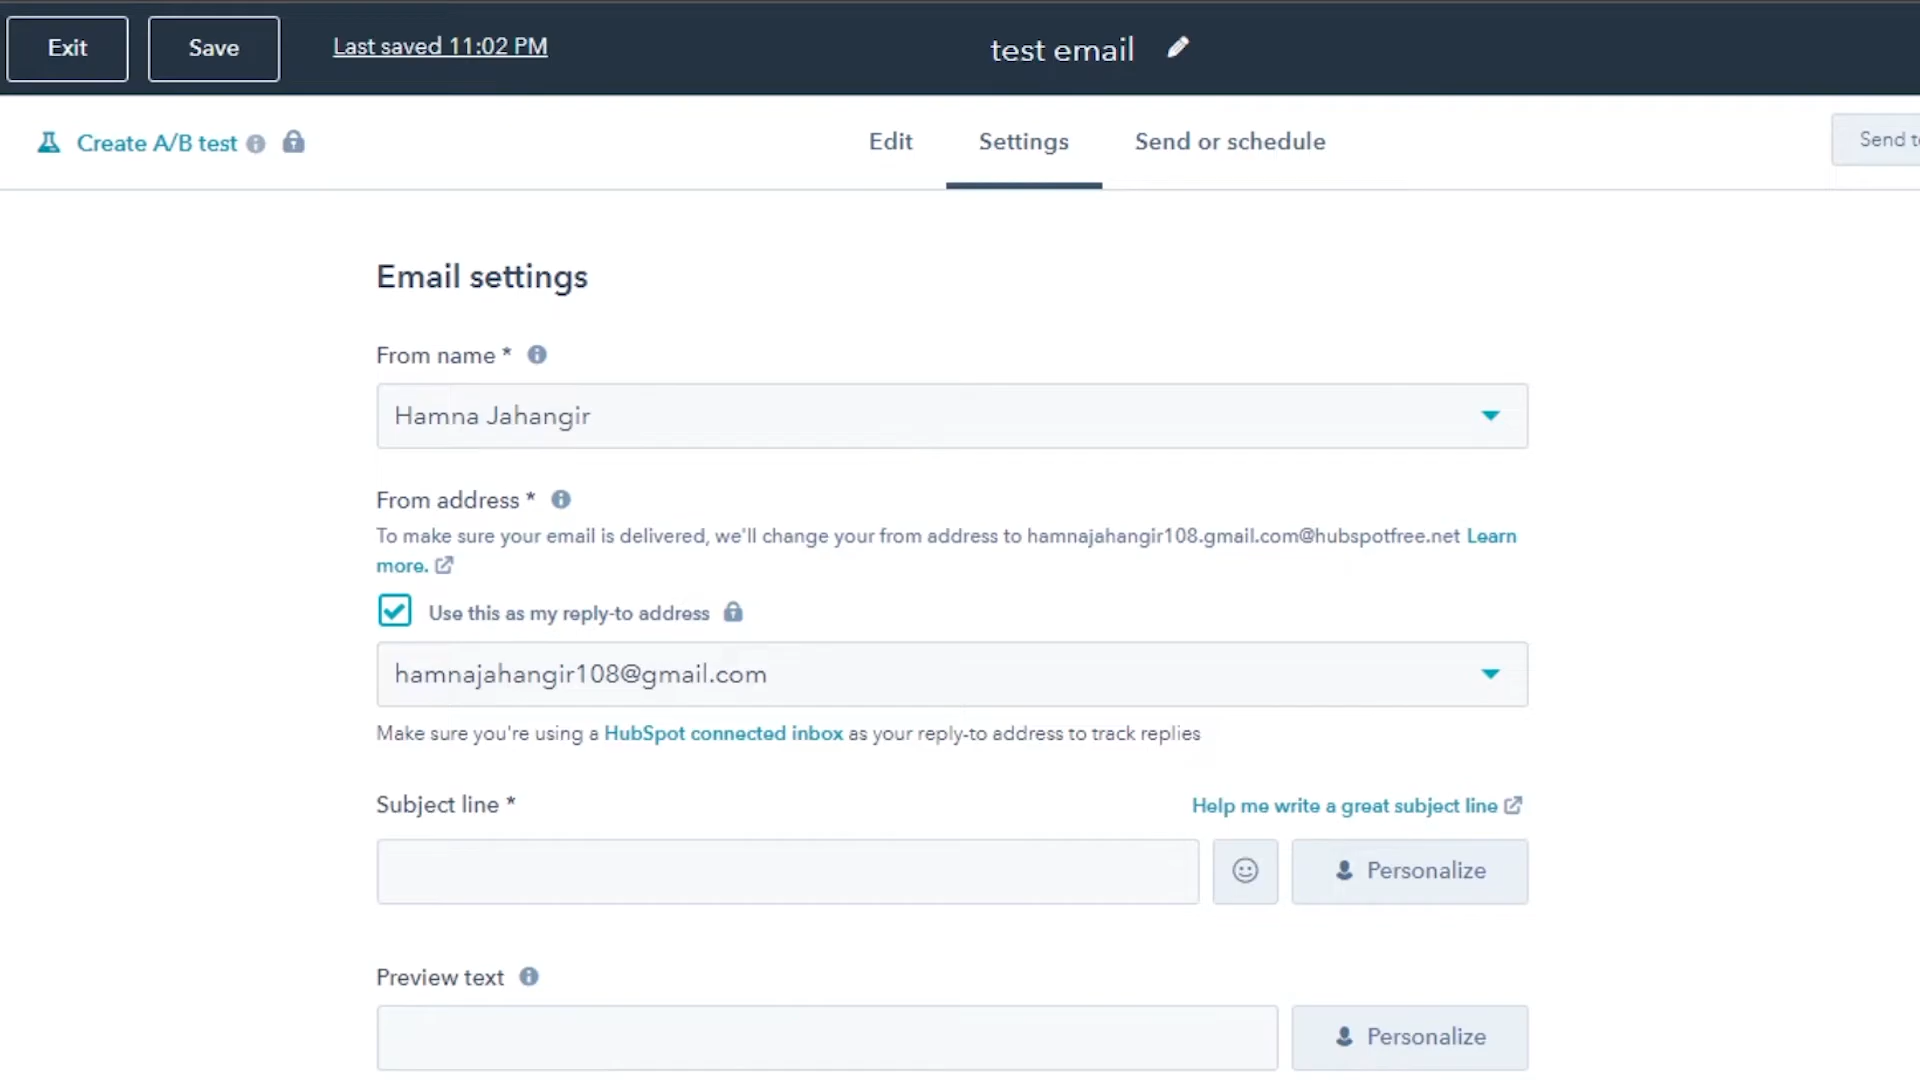 Exit
Save
Last saved 11:02 PM
test email
Create A/B test
Edit
Settings
Send or schedule
Send
Email settings
From name *
Hamna Jahangir
From address *
To make sure your email is delivered, we'll change your from address to hamnajahangir108.gmail.com@hubspotfree.net Learn
more.
Use this as my reply-to address
hamnajahangir108@gmail.com
Make sure you're using a HubSpot connected inbox as your reply-to address to track replies
Subject line *
Help me write a great subject line
Personalize
Preview text
Personalize